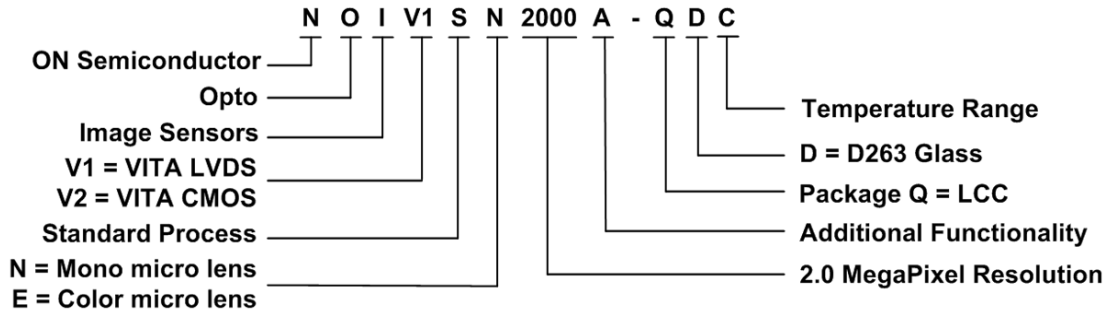 N O I V1 S N 2000 A - Q D C
ON Semiconductor
Opto
Image Sensors
V1 = VITA LVDS
V2 = VITA CMOS
Standard Process
N = Mono micro lens
E = Color micro lens
Temperature Range
D = D263 Glass
Package Q = LCC
Additional Functionality
2.0 MegaPixel Resolution